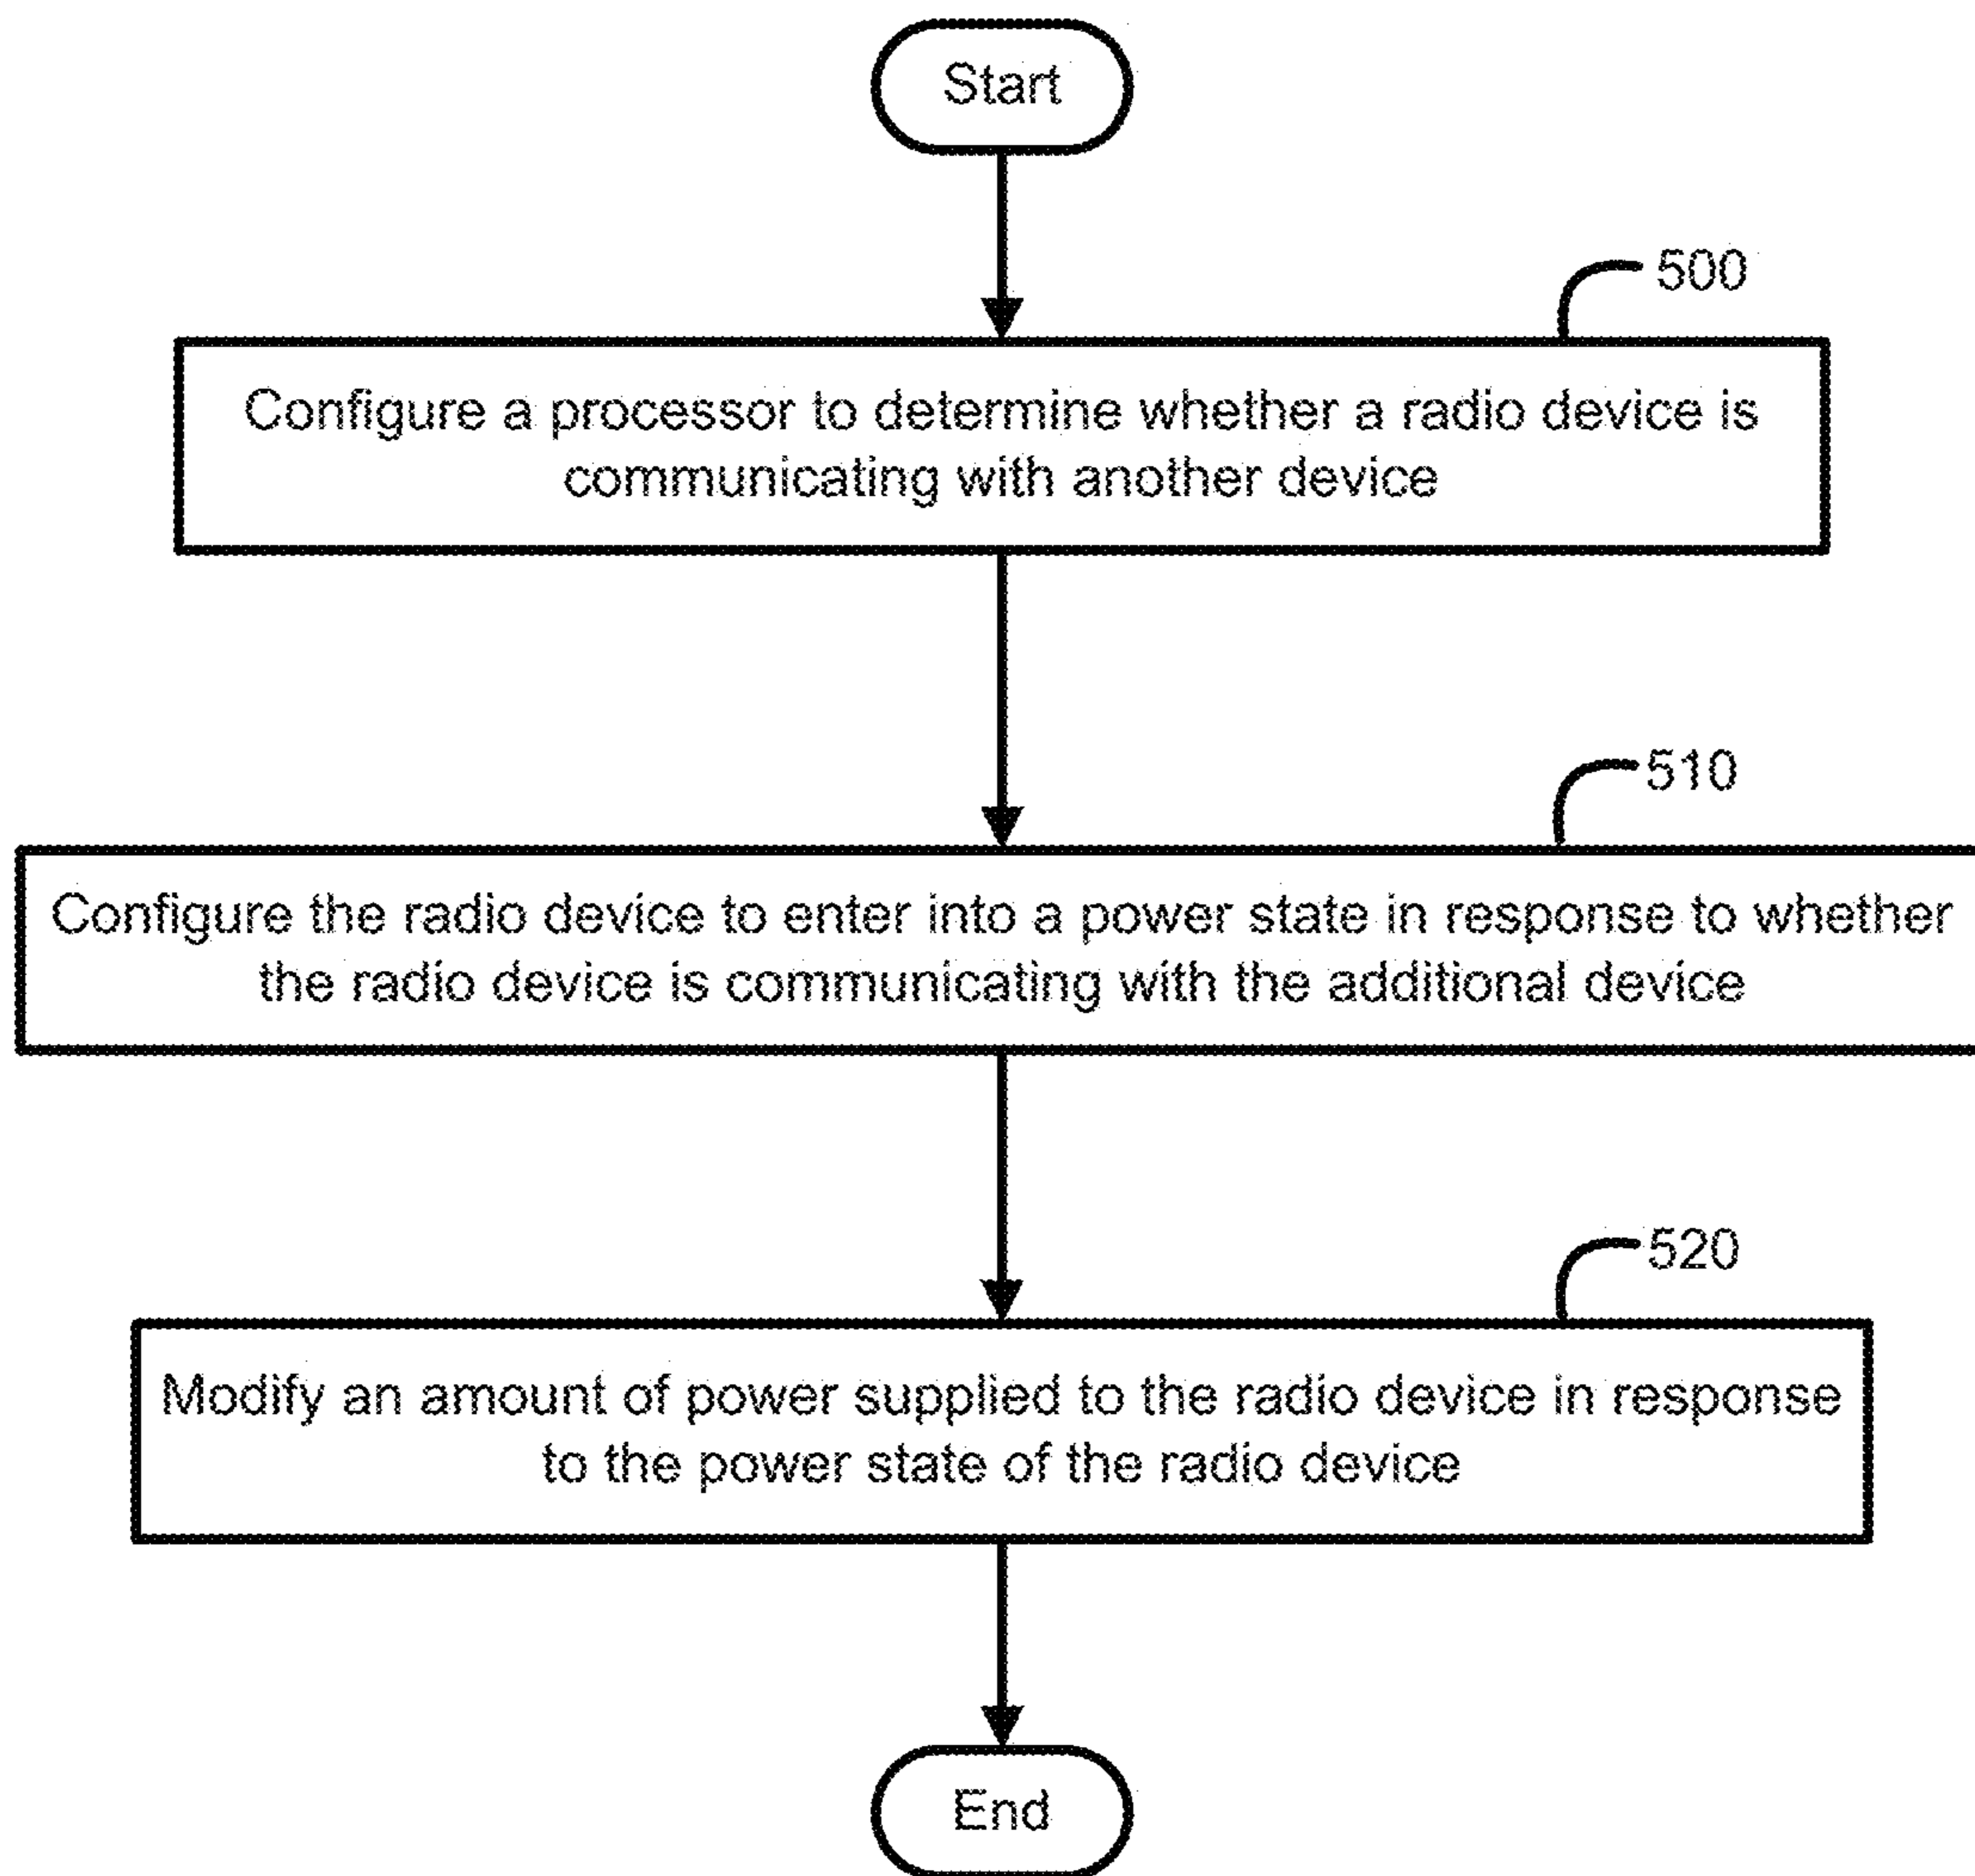 Start
500
Configure a processor to determine whether a radio device is
communicating with another device
510
Configure the radio device to enter into a power state in response to whether
the radio device is communicating with the additional device
520
Modify an amount of power supplied to the radio device in response
to the power state of the radio device
End